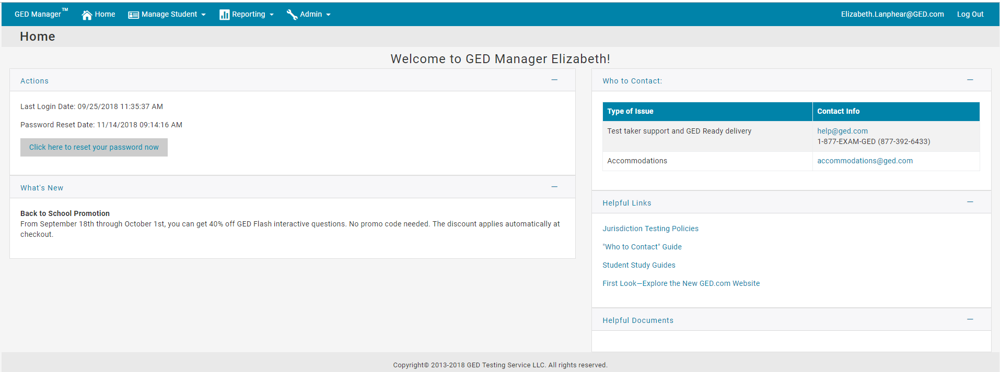 GED Manager™ Home Manage Student Reporting Admin Elizabeth.Lanphear@GED.com Log Out
Home
Welcome to GED Manager Elizabeth!
Actions
Last Login Date: 09/25/2018 11:35:37 AM
Password Reset Date: 11/14/2018 09:14:16 AM
Click here to reset your password now
What's New
Back to School Promotion
From September 18th through October 1st, you can get 40% off GED Flash interactive questions. No promo code needed. The discount applies automatically at
checkout.
Who to Contact:
Type of Issue Contact Info
Test taker support and GED Ready delivery help@ged.com
1-877-EXAM-GED (877-392-6433)
Accommodations accommodations@ged.com
Helpful Links
Jurisdiction Testing Policies
"Who to Contact" Guide
Student Study Guides
First Look—Explore the New GED.com Website
Helpful Documents
Copyright© 2013-2018 GED Testing Service LLC. All rights reserved.